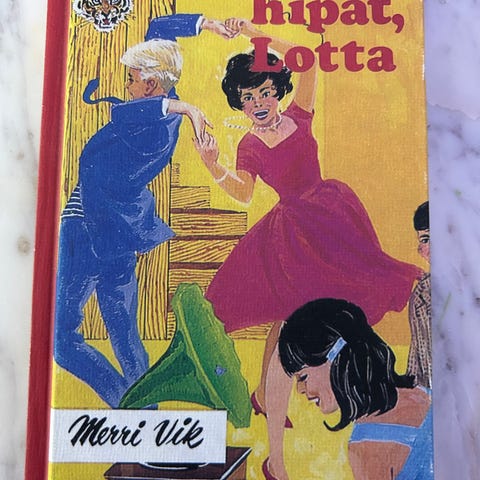 hipat,
Lotta
Merri Vik